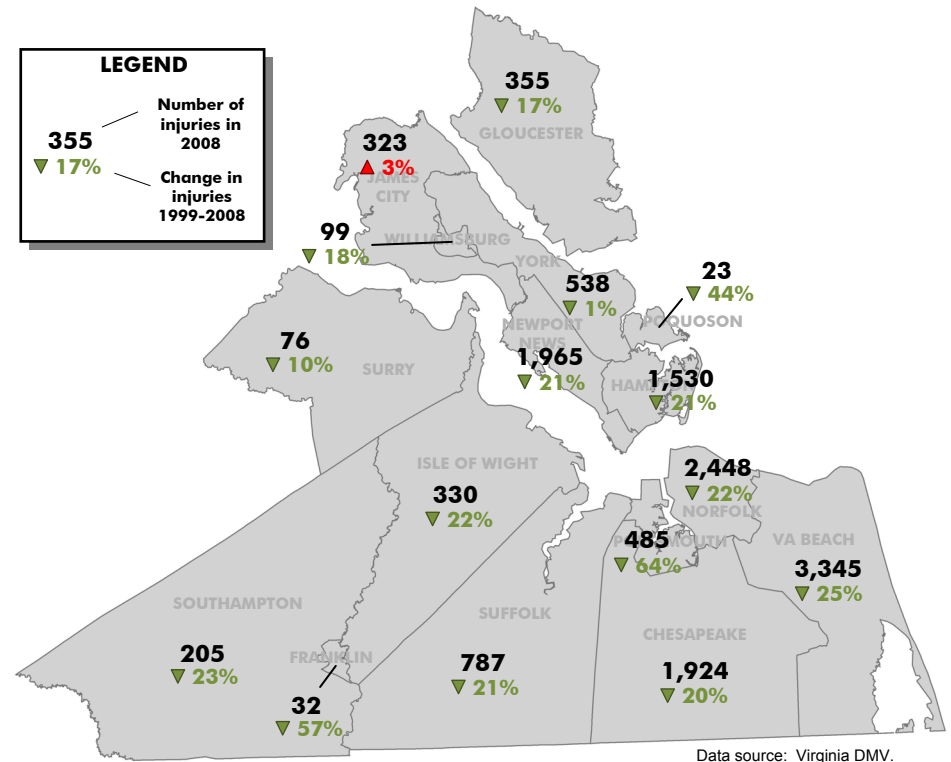 LEGEND
355
▼ 17%
Number of
injuries in
2008
Change in
injuries
1999-2008
355
▼ 17%
GLOUCESTER
323
▲ 3%
JAMES
CITY
99
▼ 18%
WILLIAMSBURG
YORK
538
▼ 1%
23
▼ 44%
POQUOSON
NEWPORT
NEWS
1,965
▼ 21%
76
▼ 10%
SURRY
HAMPTON
1,530
▼ 21%
ISLE OF WIGHT
330
▼ 22%
2,448
▼ 22%
NORFOLK
PORTSMOUTH
485
▼ 64%
VA BEACH
3,345
▼ 25%
SOUTHAMPTON
205
▼ 23%
FRANKLIN
32
▼ 57%
SUFFOLK
787
▼ 21%
CHESAPEAKE
1,924
▼ 20%
Data source: Virginia DMV.